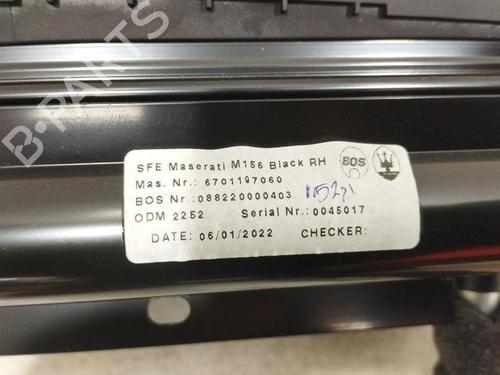 B-PARTS
SFE Maserati M156 Black RH
BOS
Mas. Nr.: 6701197060
BOS Nr.:088220000403
ODM 2252 Serial Nr.:0045017
DATE: 06/01/2022 CHECKER: